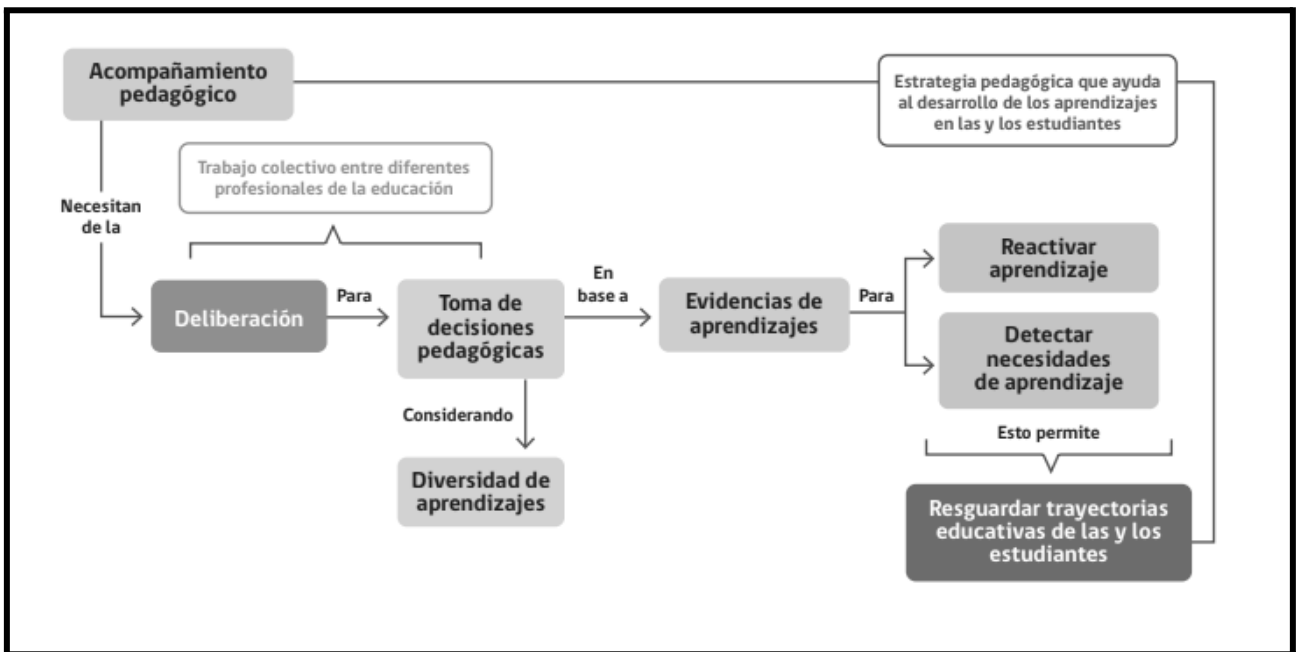 Acompañamiento
pedagógico
Estrategia pedagógica que ayuda
al desarrollo de los aprendizajes
en las y los estudiantes
Trabajo colectivo entre diferentes
profesionales de la educación
Necesitan
de la
Deliberación
Para
Toma de
decisiones
pedagógicas
En
base a
Evidencias de
aprendizajes
Para
Reactivar
aprendizaje
Detectar
necesidades
de aprendizaje
Considerando
Diversidad de
aprendizajes
Esto permite
Resguardar trayectorias
educativas de las y los
estudiantes